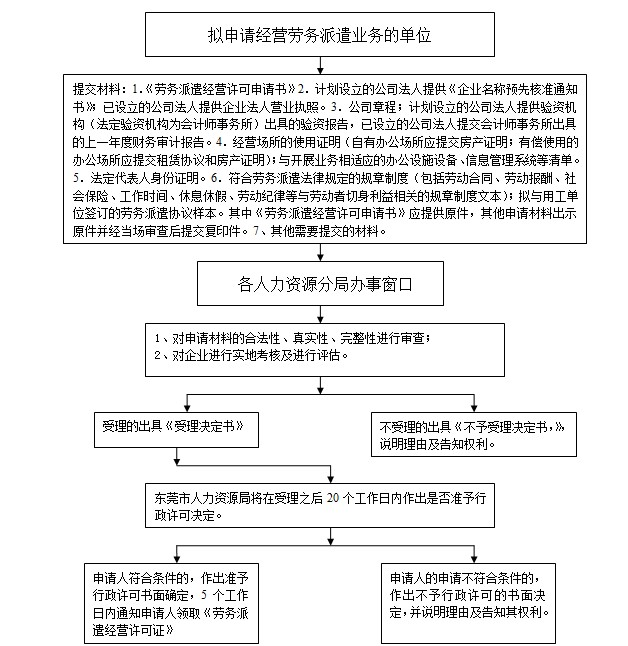 拟申请经营劳务派遣业务的单位
提交材料：1.《劳务派遣经营许可申请书》2．计划设立的公司法人提供《企业名称预先核准通知
书》；已设立的公司法人提供企业法人营业执照。3．公司章程；计划设立的公司法人提供验资机
构（法定验资机构为会计师事务所）出具的验资报告，已设立的公司法人提交会计师事务所出具
的上一年度财务审计报告。4．经营场所的使用证明（自有办公场所应提交房产证明；有偿使用的
办公场所应提交租赁协议和房产证明）；与开展业务相适应的办公设施设备、信息管理系统等清单。
5．法定代表人身份证明。6．符合劳务派遣法律规定的规章制度（包括劳动合同、劳动报酬、社
会保险、工作时间、休息休假、劳动纪律等与劳动者切身利益相关的规章制度文本）；拟与用工单
位签订的劳务派遣协议样本。其中《劳务派遣经营许可申请书》应提供原件，其他申请材料出示
原件并经当场审查后提交复印件。7、其他需要提交的材料。
各人力资源分局办事窗口
1、对申请材料的合法性、真实性、完整性进行审查；
2、对企业进行实地考核及进行评估。
受理的出具《受理决定书》
不受理的出具《不予受理决定书，》，
说明理由及告知权利。
东莞市人力资源局将在受理之后 20 个工作日内作出是否准予行
政许可决定。
申请人符合条件的，作出准予
行政许可书面确定，5 个工作
日内通知申请人领取《劳务派
遣经营许可证》
申请人的申请不符合条件的，
作出不予行政许可的书面决
定，并说明理由及告知其权利。